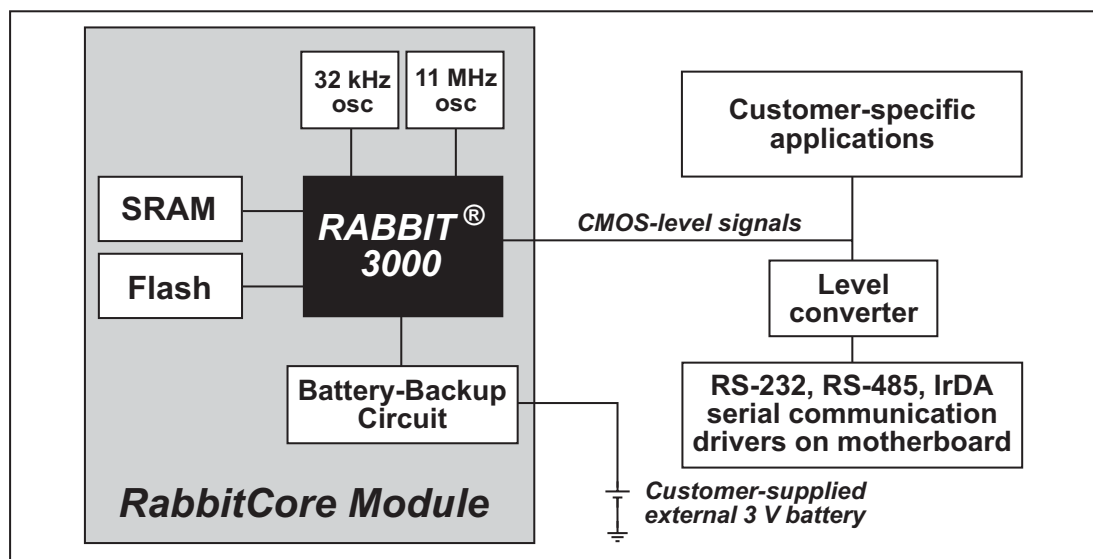 32 kHz
osc
11 MHz
osc
SRAM
Flash
RABBIT ®
3000
Battery-Backup
Circuit
RabbitCore Module
CMOS-level signals
Customer-specific
applications
Level
converter
RS-232, RS-485, IrDA
serial communication
drivers on motherboard
Customer-supplied
external 3 V battery